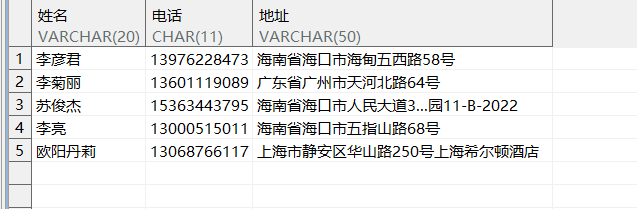 姓名 电话 地址
VARCHAR(20) CHAR(11) VARCHAR(50)
1 李彦君 13976228473 海南省海口市海甸五西路58号
2 李菊丽 13601119089 广东省广州市天河北路64号
3 苏俊杰 15363443795 海南省海口市人民大道3...园11-B-2022
4 李亮 13000515011 海南省海口市五指山路68号
5 欧阳丹莉 13068766117 上海市静安区华山路250号上海希尔顿酒店